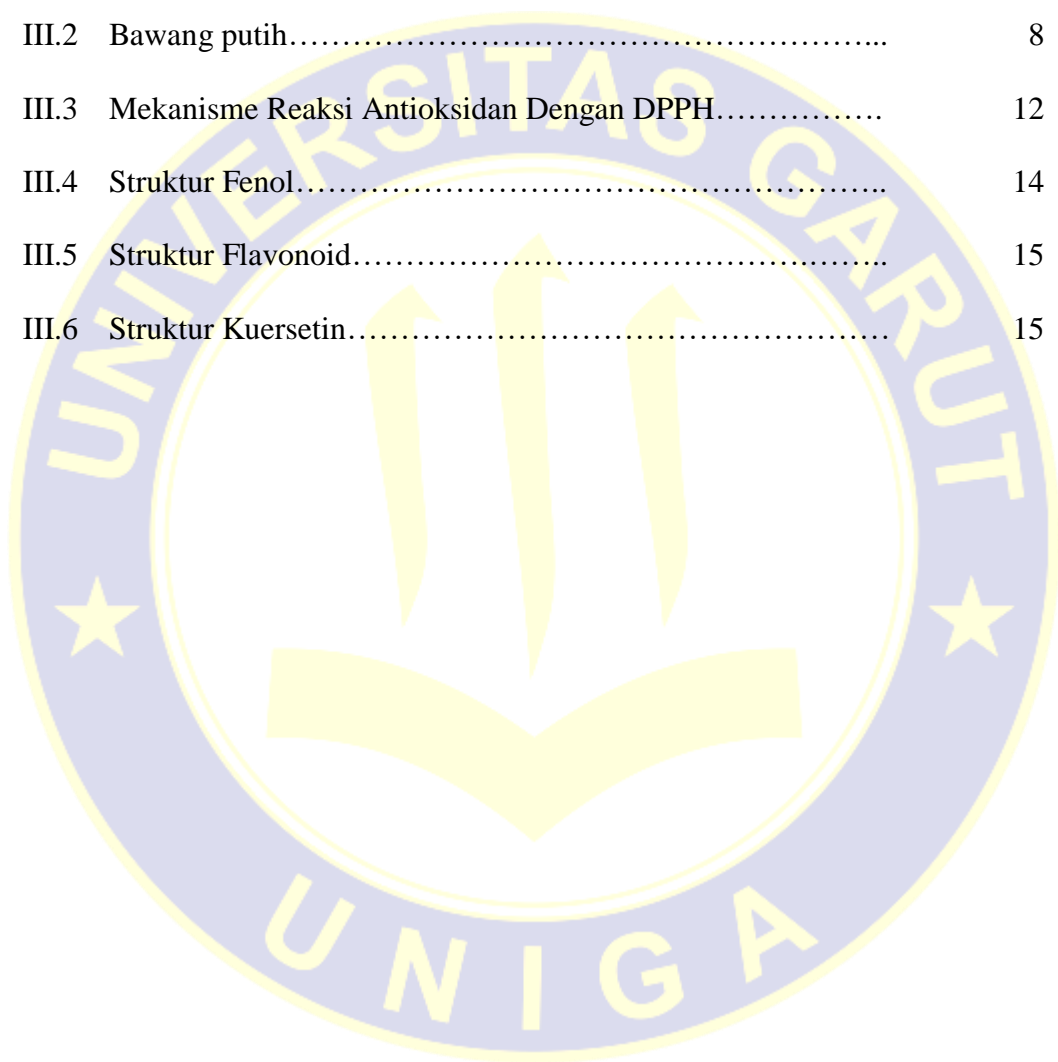 III.2 Bawang putih………………………………………………... 8
III.3 Mekanisme Reaksi Antioksidan Dengan DPPH……………. 12
III.4 Struktur Fenol……………………………………………….. 14
III.5 Struktur Flavonoid………………………………………….. 15
III.6 Struktur Kuersetin…………………………………………… 15
UNIVERSITAS GARUT
UNIGA